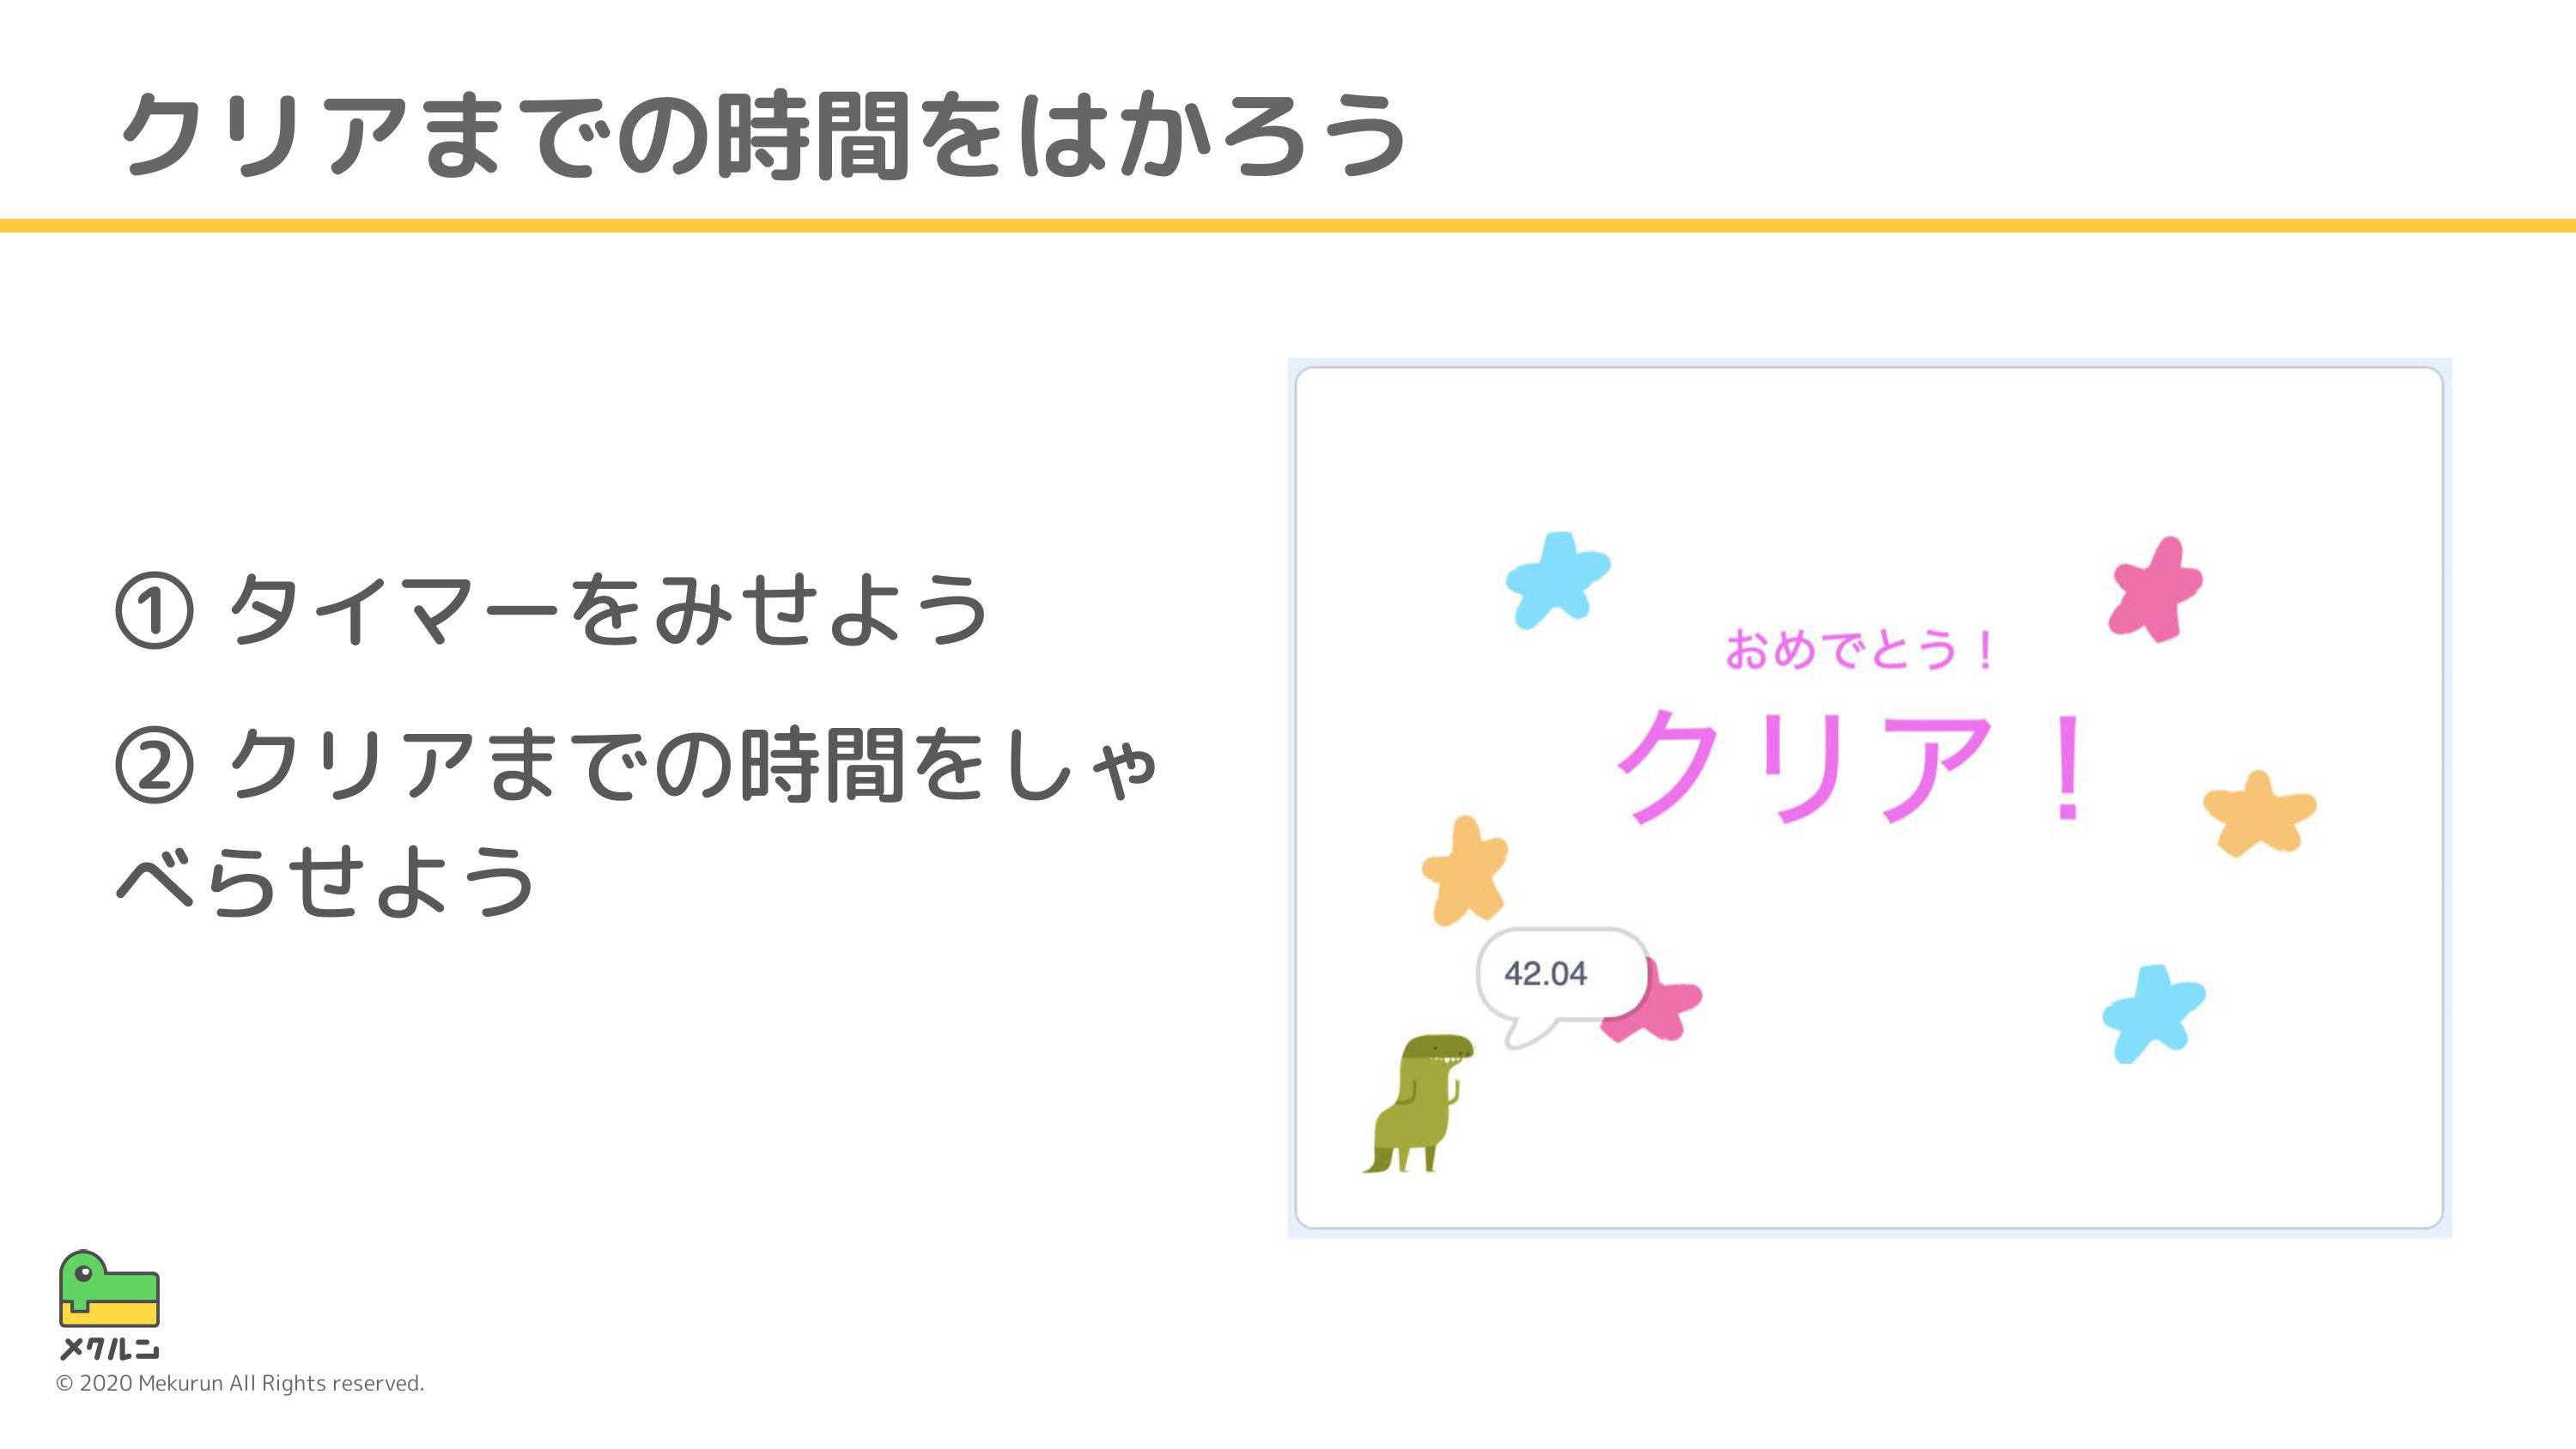 クリアまでの時間をはかろう
① タイマーをみせよう
② クリアまでの時間をしゃ
べらせよう
おめでとう！
クリア！
42.04
メクルン
© 2020 Mekurun All Rights reserved.